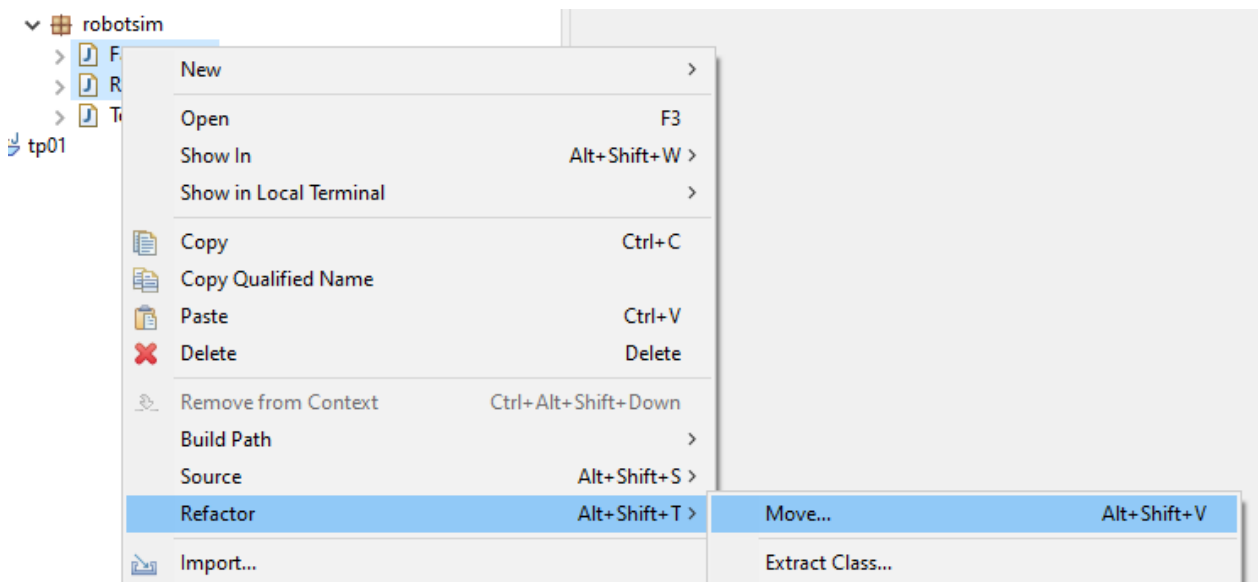 robotsim
F
R
T
tp01
New
Open F3
Show In Alt+Shift+W
Show in Local Terminal
Copy Ctrl+C
Copy Qualified Name
Paste Ctrl+V
Delete Delete
Remove from Context Ctrl+Alt+Shift+Down
Build Path
Source Alt+Shift+S
Refactor Alt+Shift+T
Move... Alt+Shift+V
Import...
Extract Class...